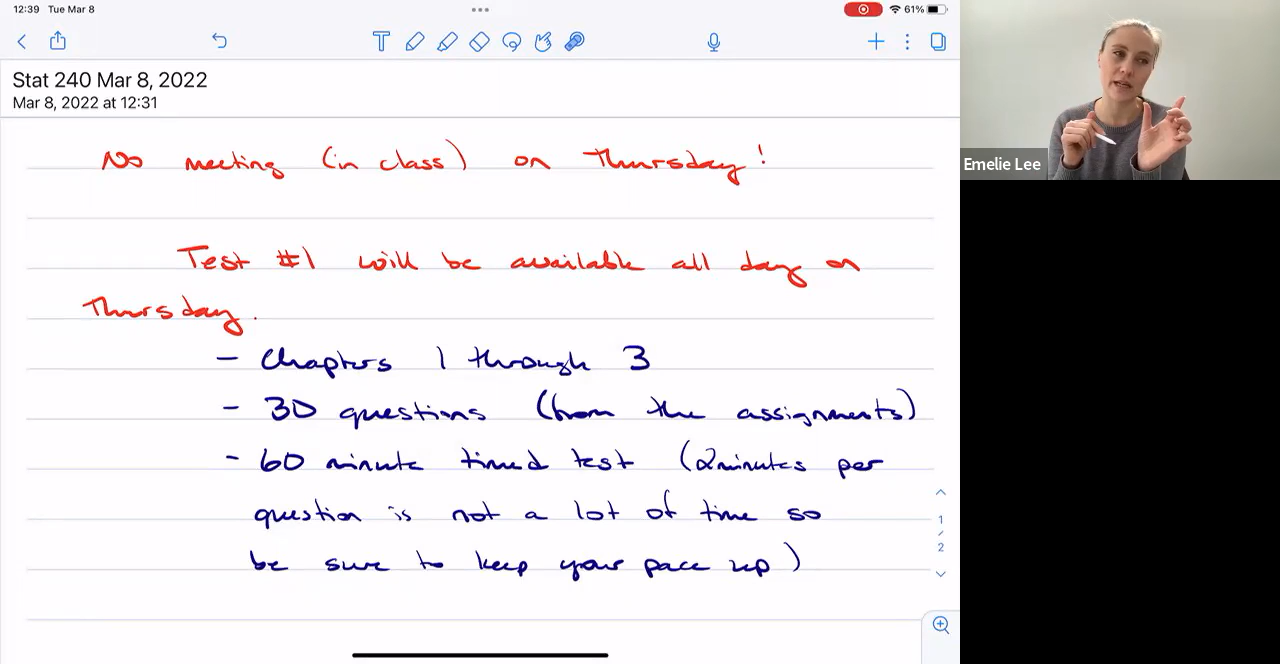 12:39 Tue Mar 8
61%
Stat 240 Mar 8, 2022
Mar 8, 2022 at 12:31
No meeting (in class) on Thursday!
Test #1 will be available all day on
Thursday.
- Chapters 1 through 3
- 30 questions (from the assignments)
- 60 minute timed test (2minutes per
question is not a lot of time so
be sure to keep your pace up)
1
2
Emelie Lee